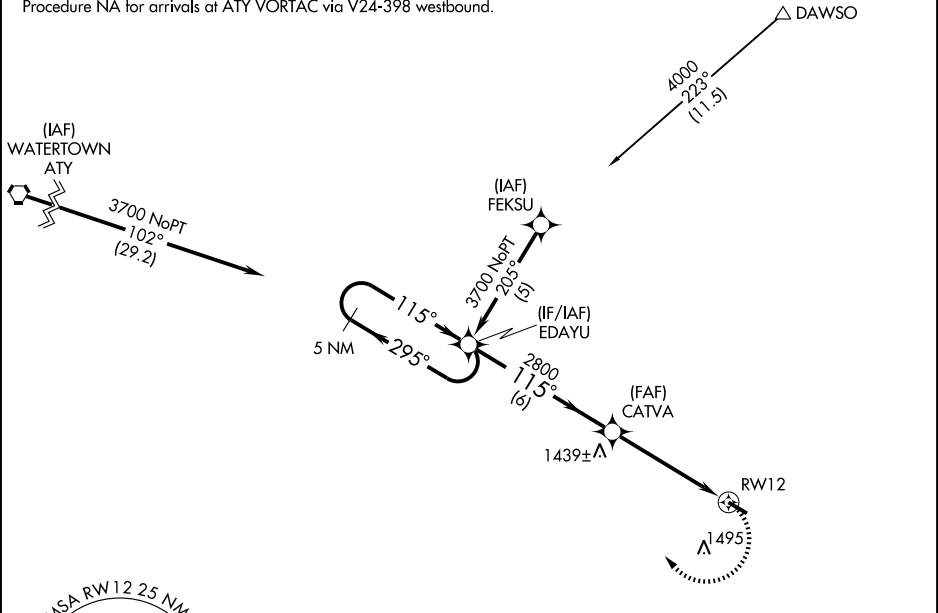 Procedure NA for arrivals at ATY VORTAC via V24-398 westbound.
DAWSO
4000
223°
(11.5)
(IAF)
WATERTOWN
ATY
3700 NoPT
102°
(29.2)
(IAF)
FEKSU
3700 NoPT
205°
(5)
(IF/IAF)
EDAYU
115°
295°
5 NM
2800
115°
(6)
(FAF)
CATVA
1439±
RW12
1495
MSA RW12 25 NM